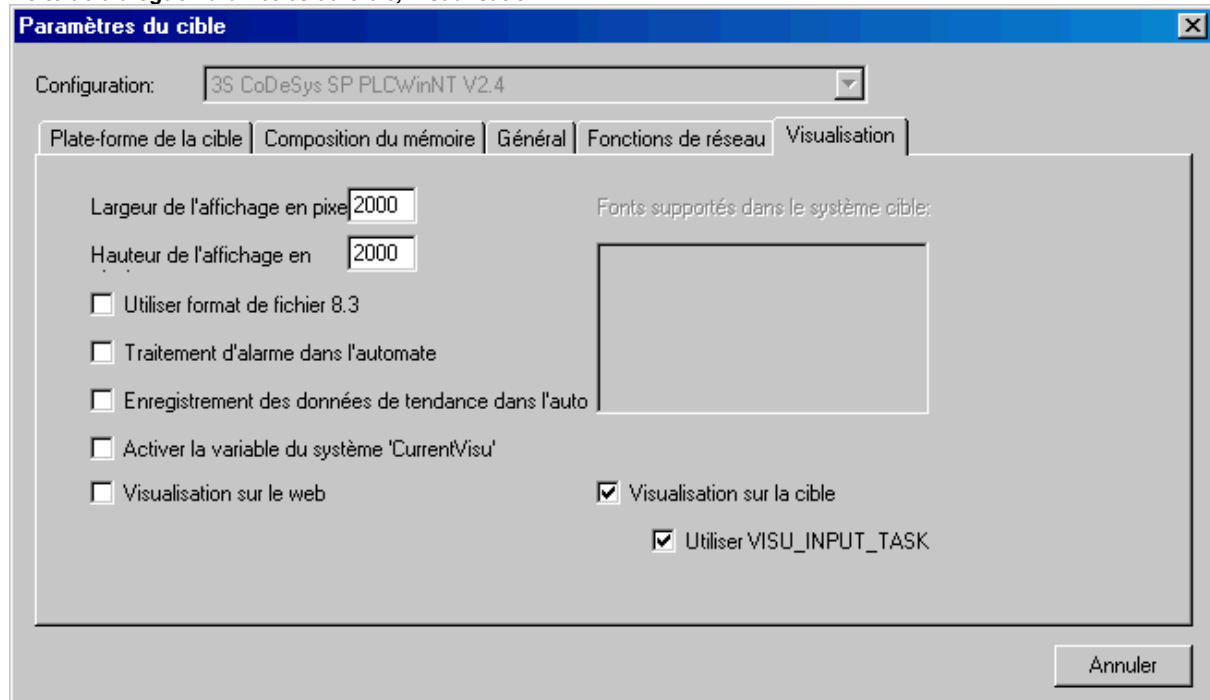 Paramètres du cible
Configuration: 3S CoDeSys SP PLCWinNT V2.4
Plate-forme de la cible Composition du mémoire Général Fonctions de réseau Visualisation
Largeur de l'affichage en pixe 2000 Fonts supportés dans le système cible:
Hauteur de l'affichage en 2000
Utiliser format de fichier 8.3
Traitement d'alarme dans l'automate
Enregistrement des données de tendance dans l'auto
Activer la variable du système 'CurrentVisu'
Visualisation sur le web Visualisation sur la cible
Utiliser VISU_INPUT_TASK
Annuler